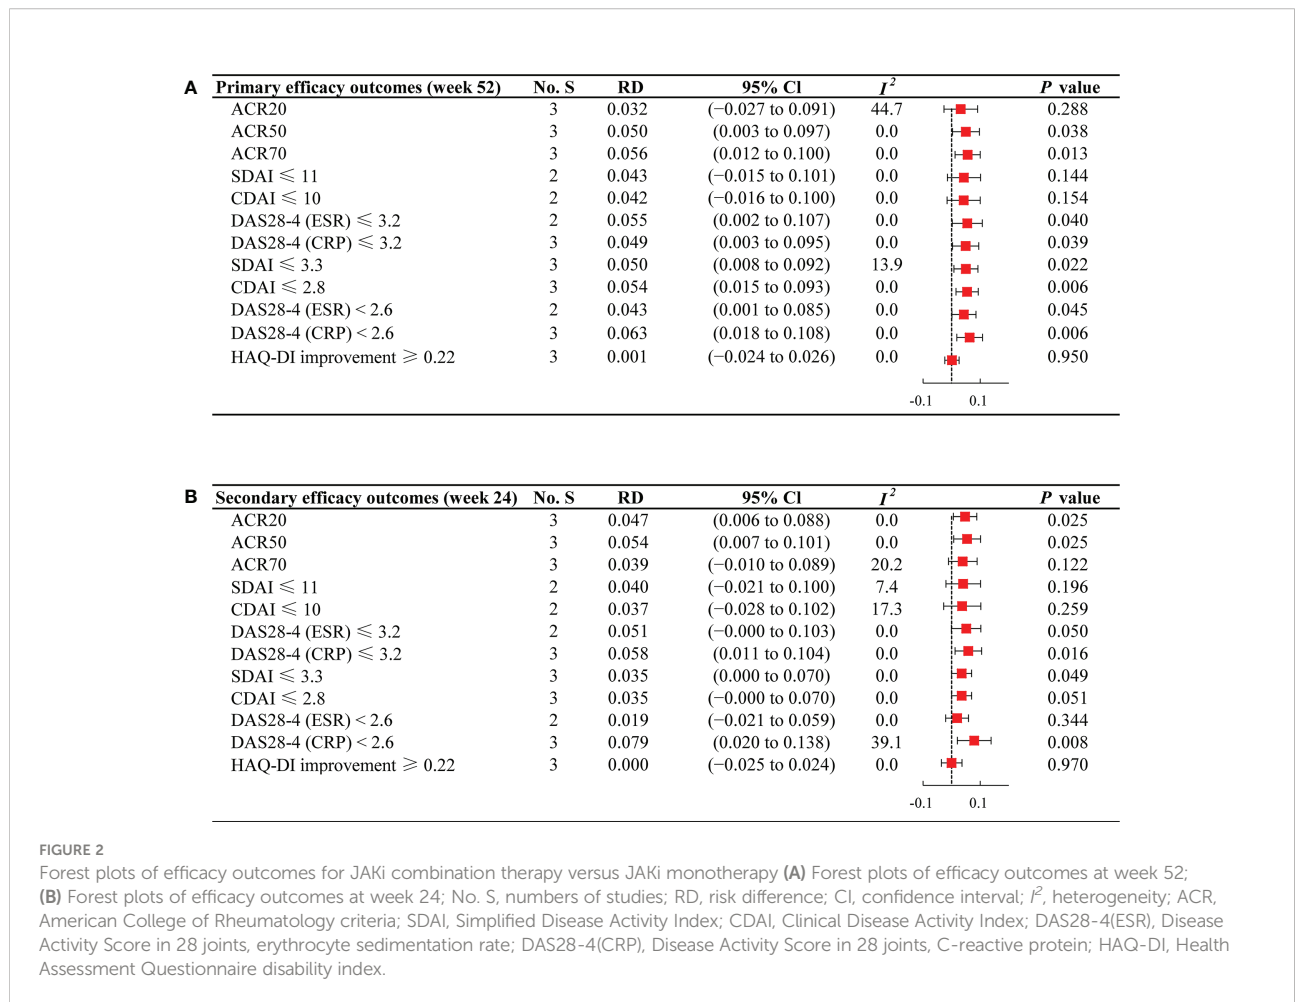 A Primary efficacy outcomes (week 52) No. S RD 95% CI I² P value
ACR20 3 0.032 (−0.027 to 0.091) 44.7 0.288
ACR50 3 0.050 (0.003 to 0.097) 0.0 0.038
ACR70 3 0.056 (0.012 to 0.100) 0.0 0.013
SDAI ⩽ 11 2 0.043 (−0.015 to 0.101) 0.0 0.144
CDAI ⩽ 10 2 0.042 (−0.016 to 0.100) 0.0 0.154
DAS28-4 (ESR) ⩽ 3.2 2 0.055 (0.002 to 0.107) 0.0 0.040
DAS28-4 (CRP) ⩽ 3.2 3 0.049 (0.003 to 0.095) 0.0 0.039
SDAI ⩽ 3.3 3 0.050 (0.008 to 0.092) 13.9 0.022
CDAI ⩽ 2.8 3 0.054 (0.015 to 0.093) 0.0 0.006
DAS28-4 (ESR) < 2.6 2 0.043 (0.001 to 0.085) 0.0 0.045
DAS28-4 (CRP) < 2.6 3 0.063 (0.018 to 0.108) 0.0 0.006
HAQ-DI improvement ⩾ 0.22 3 0.001 (−0.024 to 0.026) 0.0 0.950
-0.1 0.1
B Secondary efficacy outcomes (week 24) No. S RD 95% CI I² P value
ACR20 3 0.047 (0.006 to 0.088) 0.0 0.025
ACR50 3 0.054 (0.007 to 0.101) 0.0 0.025
ACR70 3 0.039 (−0.010 to 0.089) 20.2 0.122
SDAI ⩽ 11 2 0.040 (−0.021 to 0.100) 7.4 0.196
CDAI ⩽ 10 2 0.037 (−0.028 to 0.102) 17.3 0.259
DAS28-4 (ESR) ⩽ 3.2 2 0.051 (−0.000 to 0.103) 0.0 0.050
DAS28-4 (CRP) ⩽ 3.2 3 0.058 (0.011 to 0.104) 0.0 0.016
SDAI ⩽ 3.3 3 0.035 (0.000 to 0.070) 0.0 0.049
CDAI ⩽ 2.8 3 0.035 (−0.000 to 0.070) 0.0 0.051
DAS28-4 (ESR) < 2.6 2 0.019 (−0.021 to 0.059) 0.0 0.344
DAS28-4 (CRP) < 2.6 3 0.079 (0.020 to 0.138) 39.1 0.008
HAQ-DI improvement ⩾ 0.22 3 0.000 (−0.025 to 0.024) 0.0 0.970
-0.1 0.1
FIGURE 2
Forest plots of efficacy outcomes for JAKi combination therapy versus JAKi monotherapy (A) Forest plots of efficacy outcomes at week 52;
(B) Forest plots of efficacy outcomes at week 24; No. S, numbers of studies; RD, risk difference; CI, confidence interval; I², heterogeneity; ACR,
American College of Rheumatology criteria; SDAI, Simplified Disease Activity Index; CDAI, Clinical Disease Activity Index; DAS28-4(ESR), Disease
Activity Score in 28 joints, erythrocyte sedimentation rate; DAS28-4(CRP), Disease Activity Score in 28 joints, C-reactive protein; HAQ-DI, Health
Assessment Questionnaire disability index.